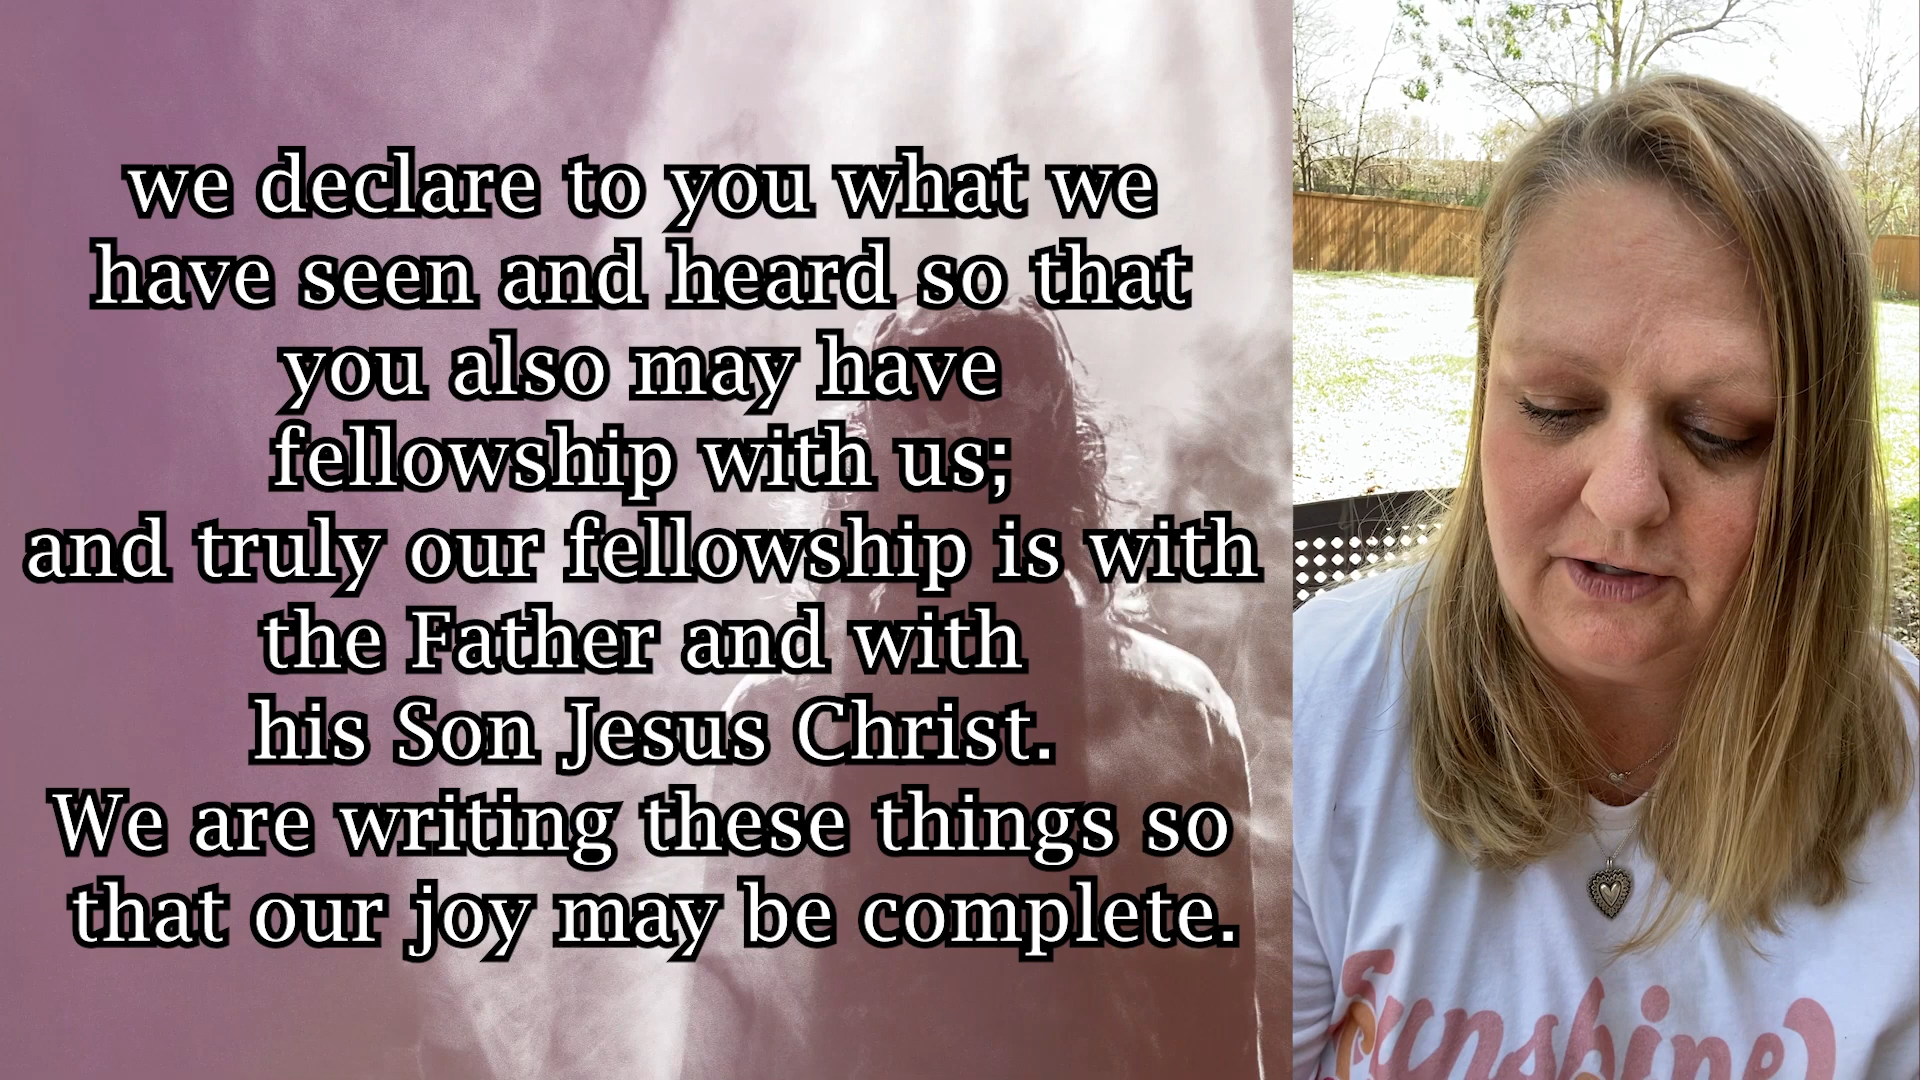 we declare to you what we
have seen and heard so that
you also may have
fellowship with us;
and truly our fellowship is with
the Father and with
his Son Jesus Christ.
We are writing these things so
that our joy may be complete.
Sunshine